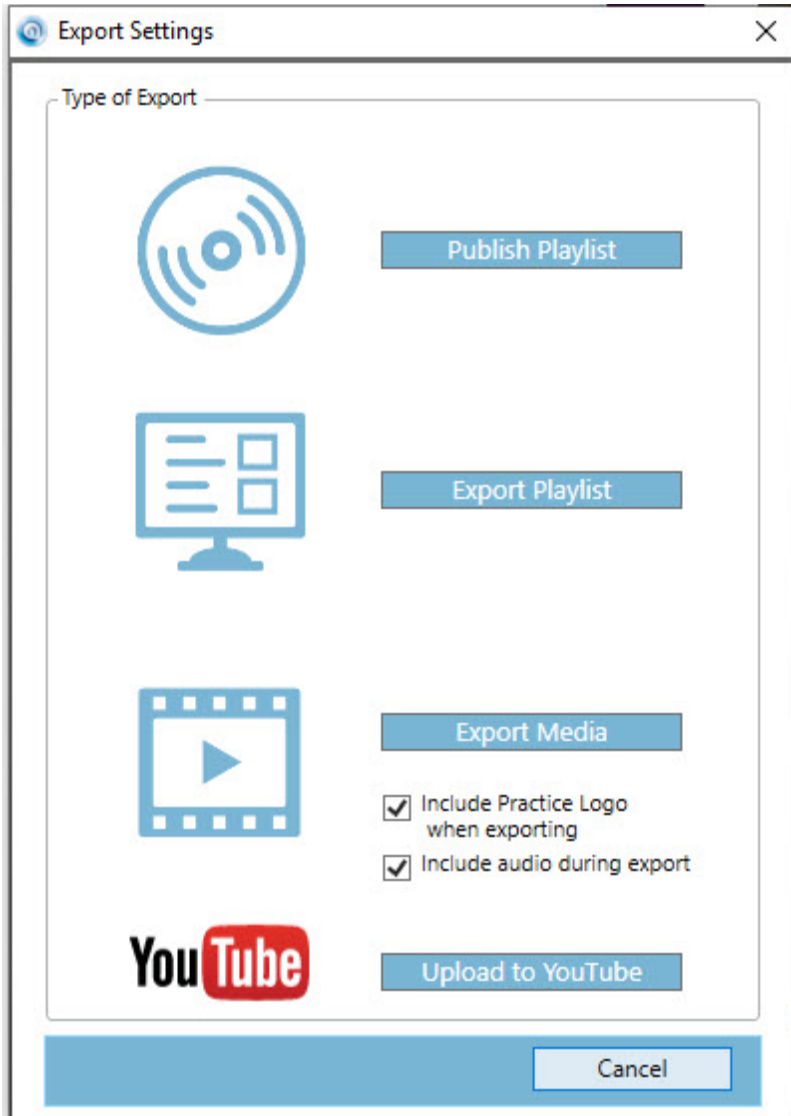 Export Settings
Type of Export
Publish Playlist
Export Playlist
Export Media
Include Practice Logo
when exporting
Include audio during export
YouTube
Upload to YouTube
Cancel